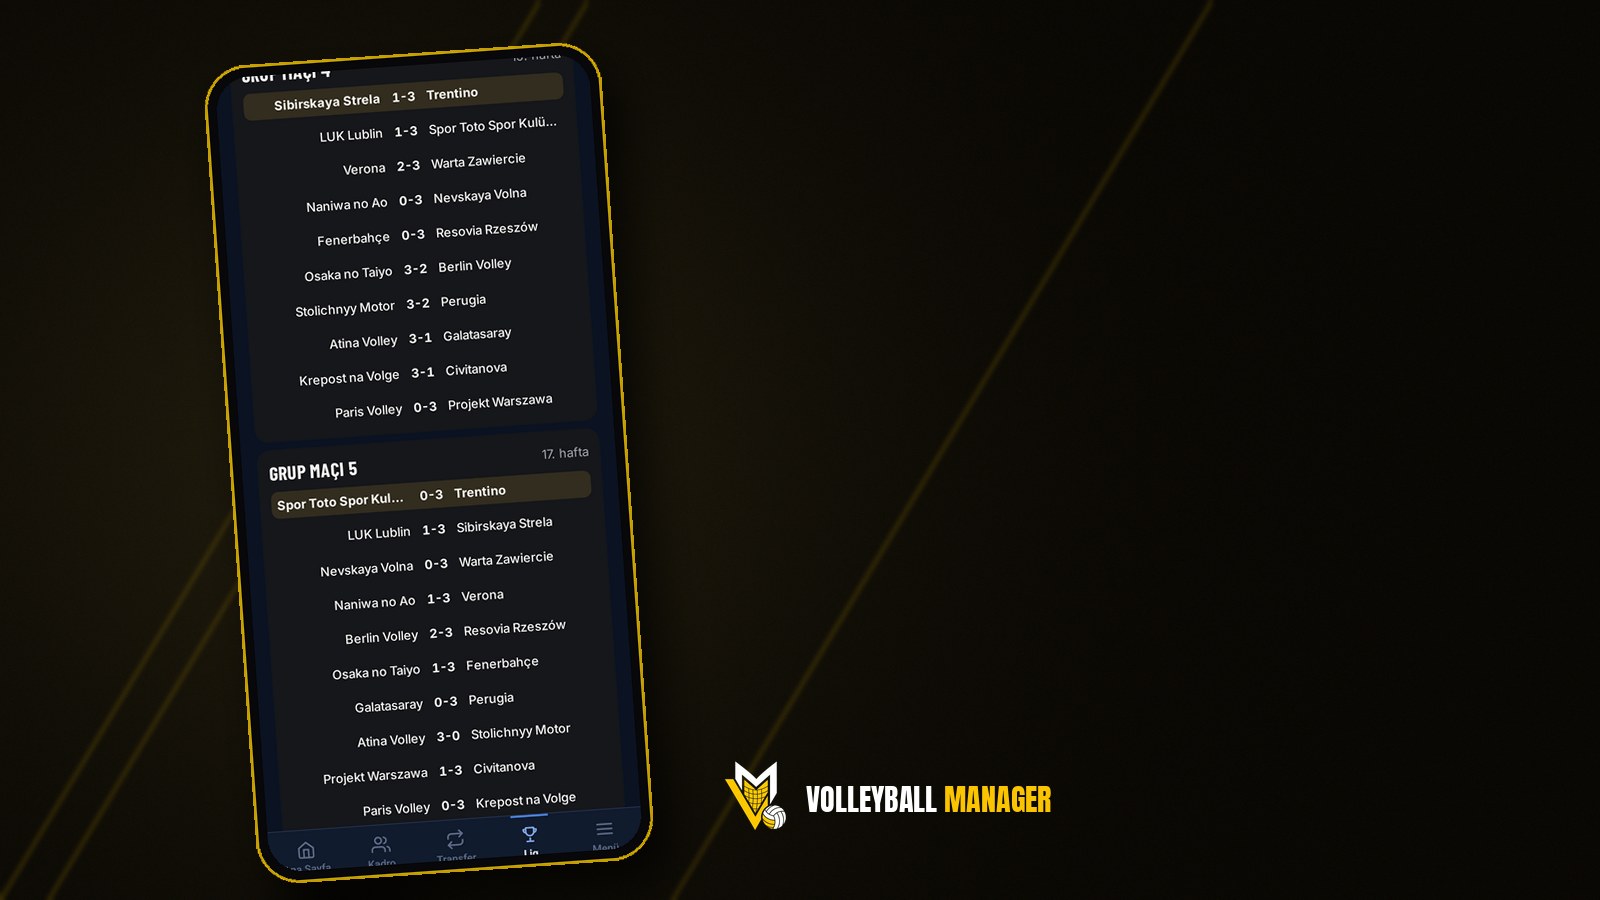 GRUP MAÇI 4
Sibirskaya Strela 1-3 Trentino
LUK Lublin 1-3 Spor Toto Spor Kulü...
Verona 2-3 Warta Zawiercie
Naniwa no Ao 0-3 Nevskaya Volna
Fenerbahçe 0-3 Resovia Rzeszów
Osaka no Taiyo 3-2 Berlin Volley
Stolichnyy Motor 3-2 Perugia
Atina Volley 3-1 Galatasaray
Krepost na Volge 3-1 Civitanova
Paris Volley 0-3 Projekt Warszawa
GRUP MAÇI 5 17. hafta
Spor Toto Spor Kul... 0-3 Trentino
LUK Lublin 1-3 Sibirskaya Strela
Nevskaya Volna 0-3 Warta Zawiercie
Naniwa no Ao 1-3 Verona
Berlin Volley 2-3 Resovia Rzeszów
Osaka no Taiyo 1-3 Fenerbahçe
Galatasaray 0-3 Perugia
Atina Volley 3-0 Stolichnyy Motor
Projekt Warszawa 1-3 Civitanova
Paris Volley 0-3 Krepost na Volge
Sayfa Kadro Transfer Lig Menü
VOLLEYBALL MANAGER